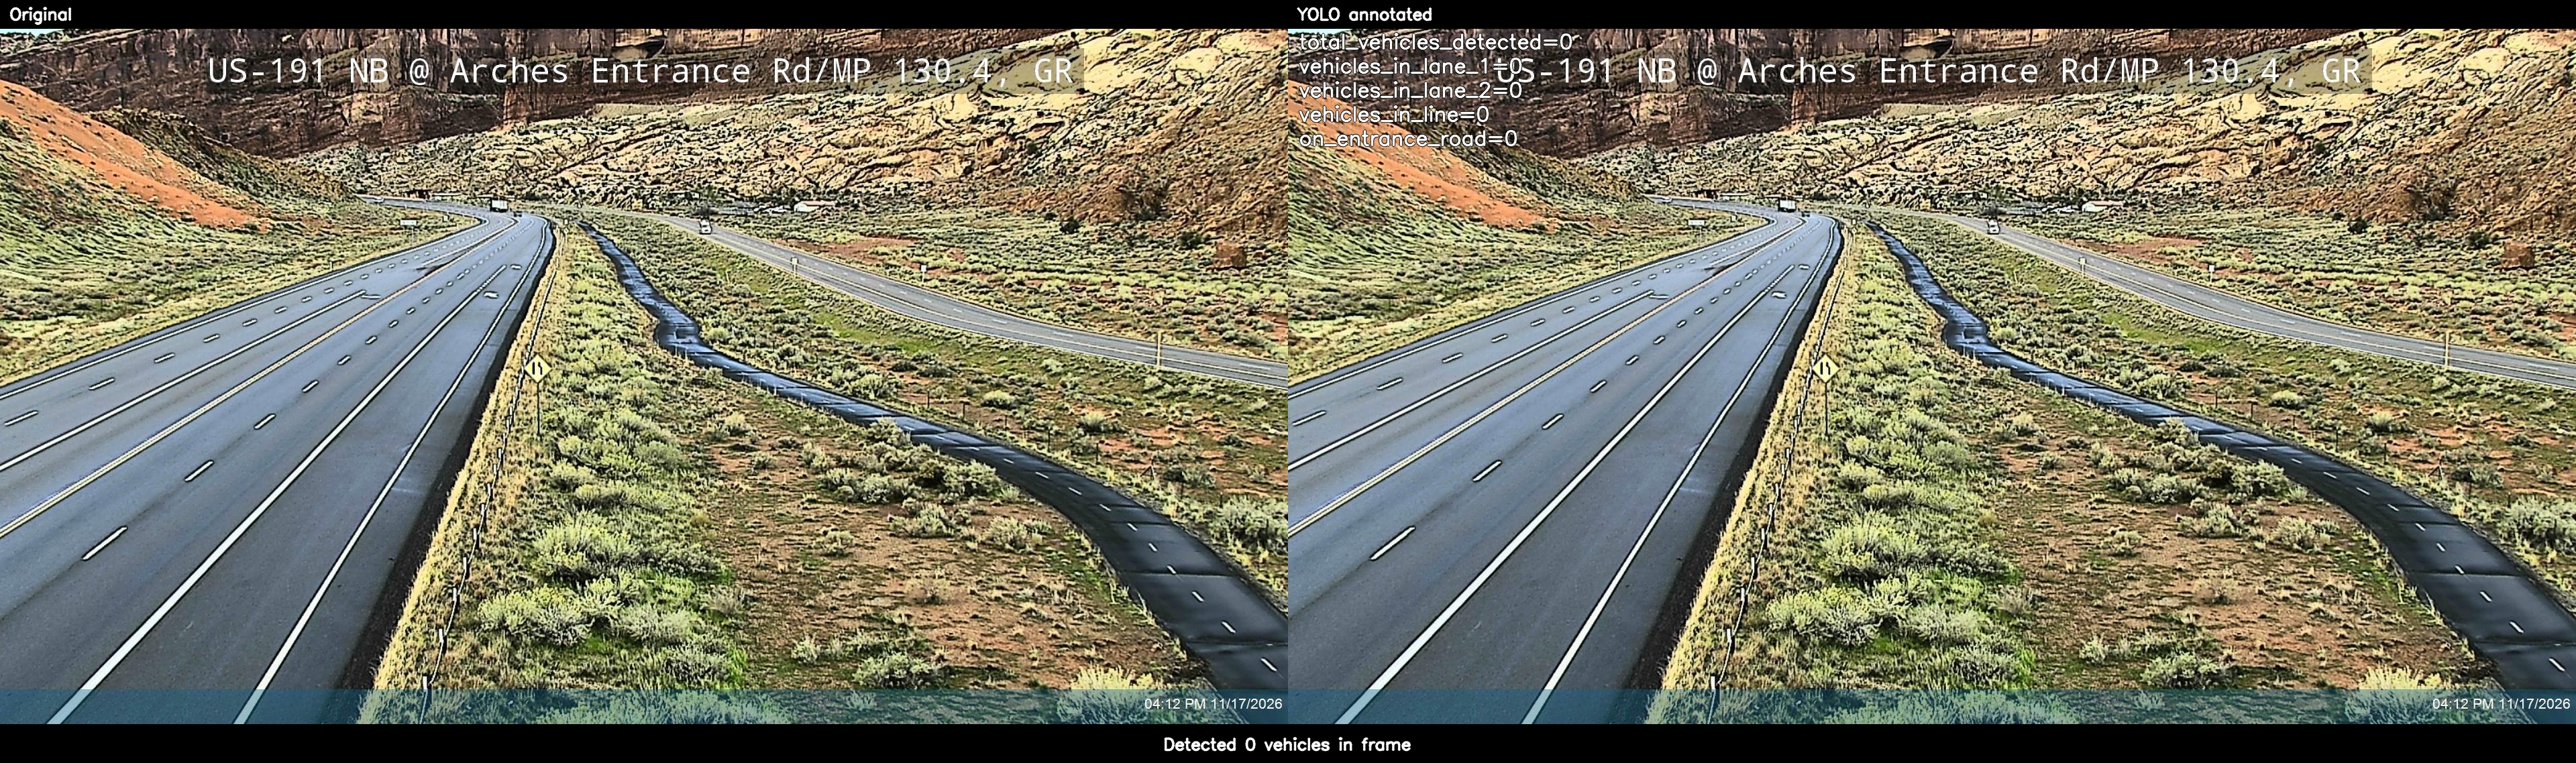 Original
US-191 NB @ Arches Entrance Rd/MP 130.4, GR
04:12 PM 11/17/2026
YOLO annotated
total_vehicles_detected=0
vehicles_in_lane_1=0
US-191 NB @ Arches Entrance Rd/MP 130.4, GR
vehicles_in_lane_2=0
vehicles_in_line=0
on_entrance_road=0
04:12 PM 11/17/2026
Detected 0 vehicles in frame